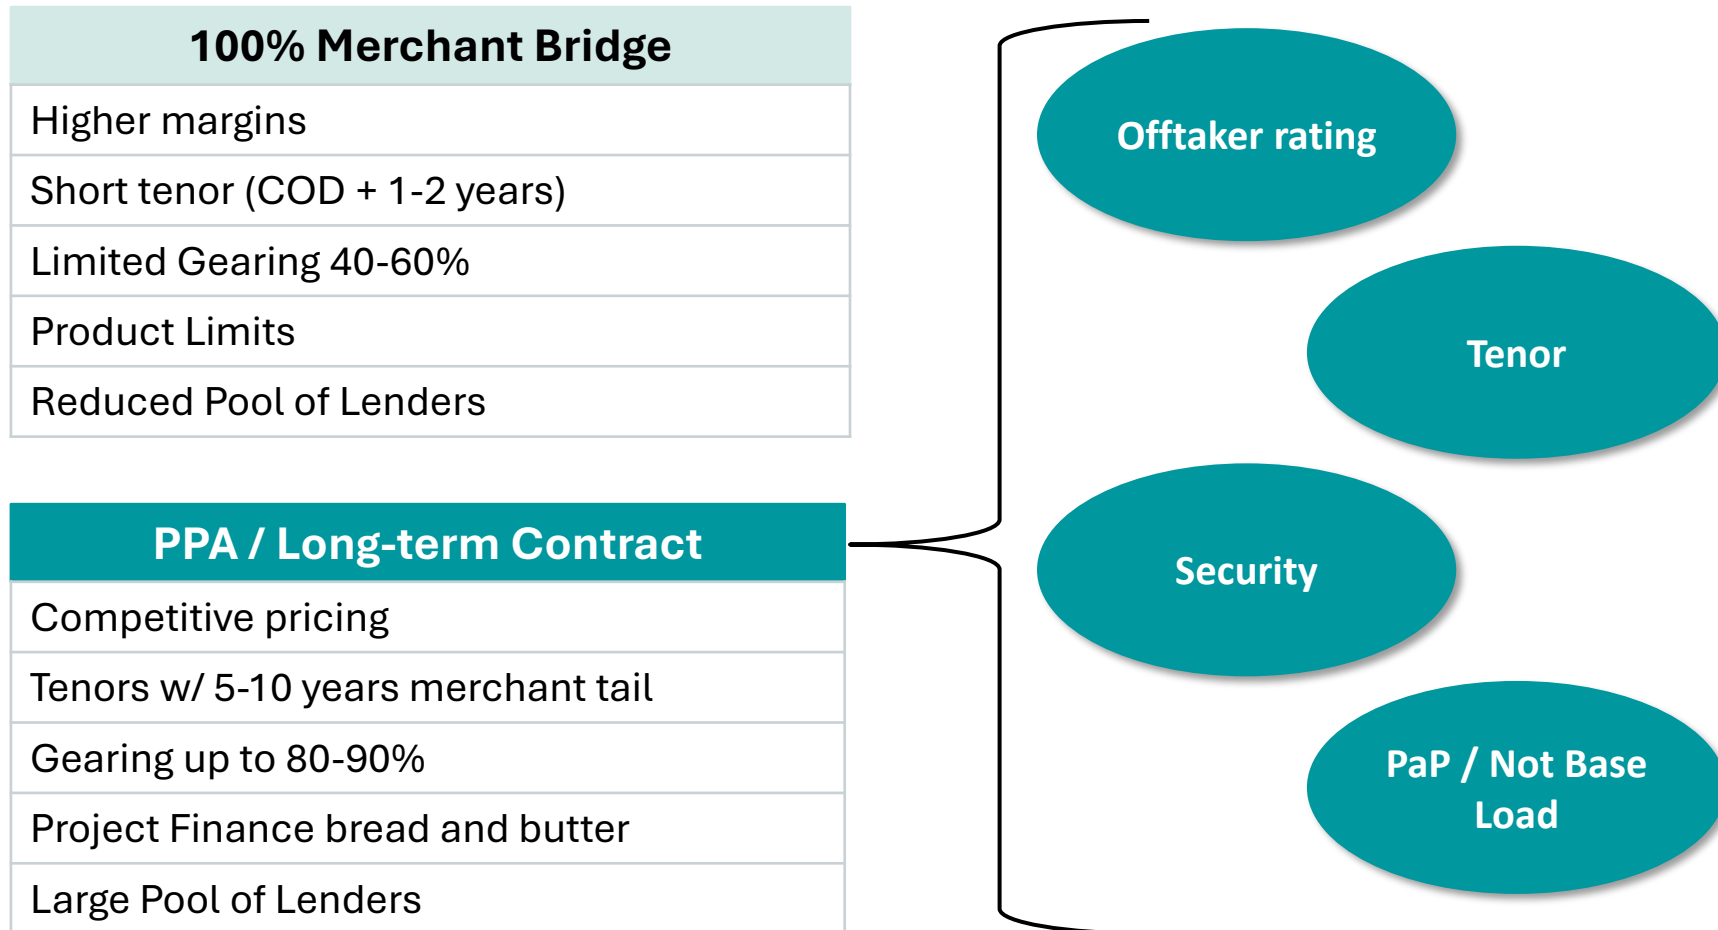 100% Merchant Bridge
Higher margins
Short tenor (COD + 1-2 years)
Limited Gearing 40-60%
Product Limits
Reduced Pool of Lenders
PPA / Long-term Contract
Competitive pricing
Tenors w/ 5-10 years merchant tail
Gearing up to 80-90%
Project Finance bread and butter
Large Pool of Lenders
Offtaker rating
Tenor
Security
PaP / Not Base
Load